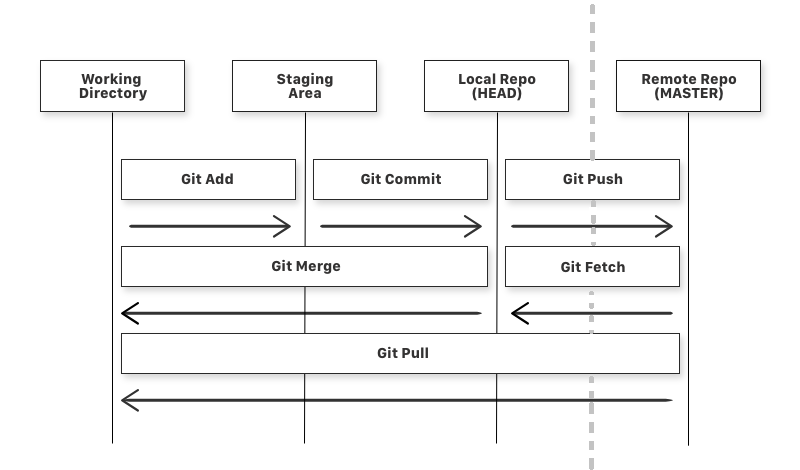 Working
Directory
Staging
Area
Local Repo
(HEAD)
Remote Repo
(MASTER)
Git Add
Git Commit
Git Push
Git Merge
Git Fetch
Git Pull